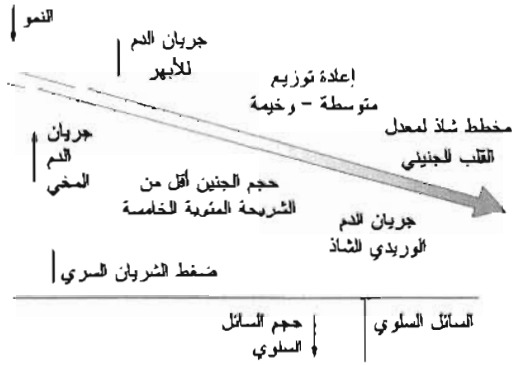 النمو
جريان الدم
للأبهر
إعادة توزيع
متوسطة - وخيمة
مخطط شاذ لمعدل
القلب الجنيني
جريان
الدم
المخي
حجم الجنين أقل من
الشريحة المئوية الخامسة
جريان الدم
الوريدي الشاذ
ضغط الشريان السري
حجم السائل
السلوي
السائل السلوي